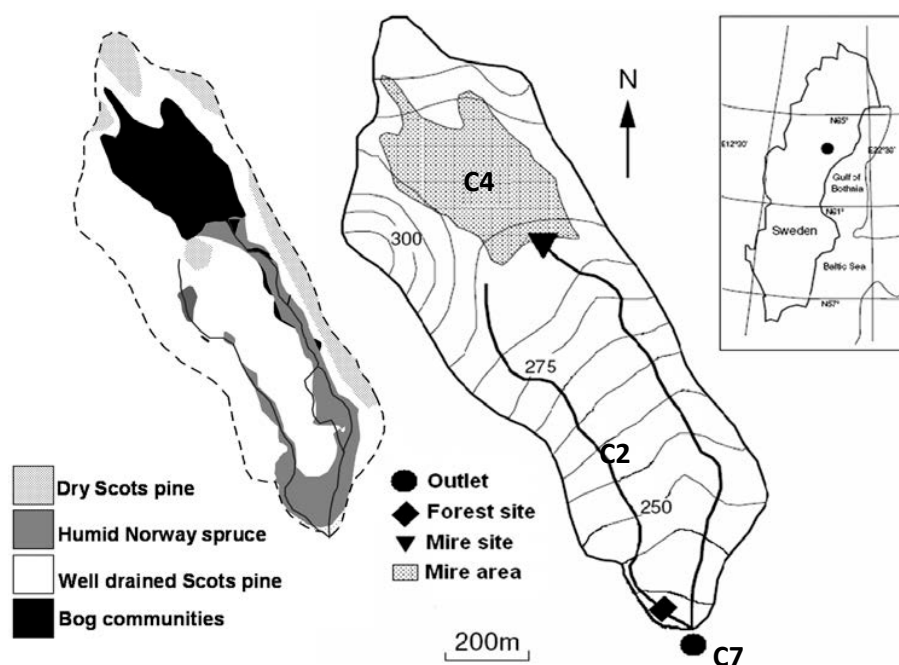 Dry Scots pine
Humid Norway spruce
Well drained Scots pine
Bog communities
N
C4
300
275
C2
250
Outlet
Forest site
Mire site
Mire area
200m
C7
N65°
E12°30'
E22°30'
Gulf of
Bothnia
N61°
Sweden
Baltic Sea
N57°